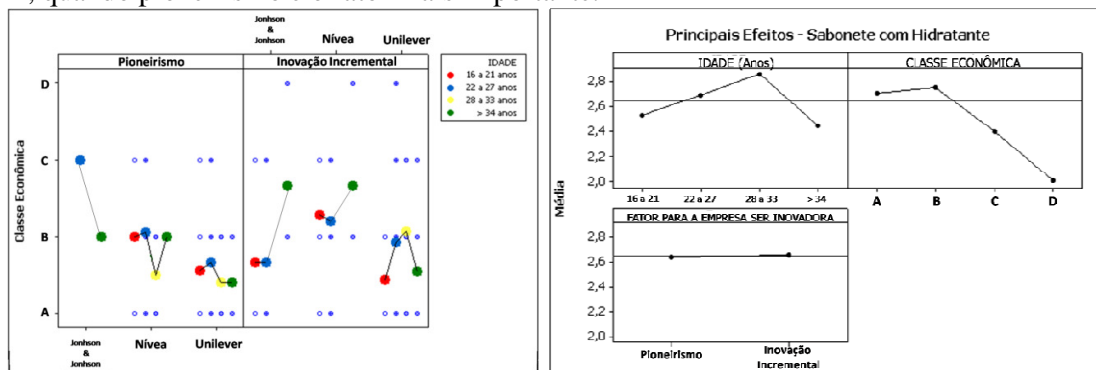 Jonhson
&
Jonhson
Nívea
Unilever
Pioneirismo
Inovação Incremental
IDADE
16 a 21 anos
22 a 27 anos
28 a 33 anos
> 34 anos
Classe Econômica
D
C
B
A
Jonhson
&
Jonhson
Nívea
Unilever
Principais Efeitos - Sabonete com Hidratante
IDADE (Anos)
CLASSE ECONÔMICA
Média
2,8
2,6
2,4
2,2
2,0
16 a 21
22 a 27
28 a 33
> 34
A
B
C
D
FATOR PARA A EMPRESA SER INOVADORA
2,8
2,6
2,4
2,2
2,0
Pioneirismo
Inovação
Incremental